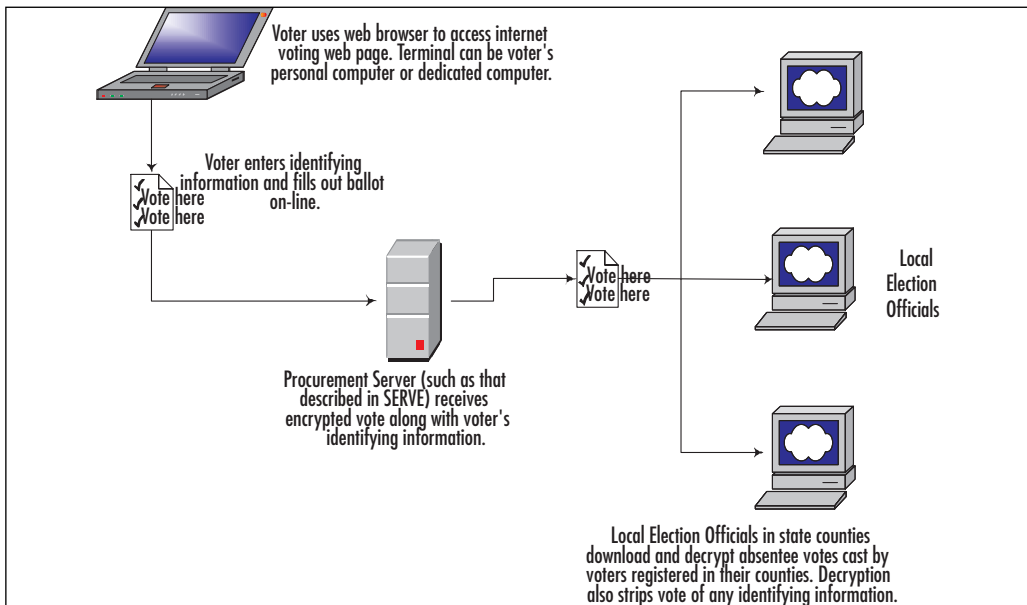 Voter uses web browser to access internet
voting web page. Terminal can be voter's
personal computer or dedicated computer.
Voter enters identifying
information and fills out ballot
on-line.
Vote here
Vote here
Procurement Server (such as that
described in SERVE) receives
encrypted vote along with voter's
identifying information.
Vote here
Vote here
Local
Election
Officials
Local Election Officials in state counties
download and decrypt absentee votes cast by
voters registered in their counties. Decryption
also strips vote of any identifying information.